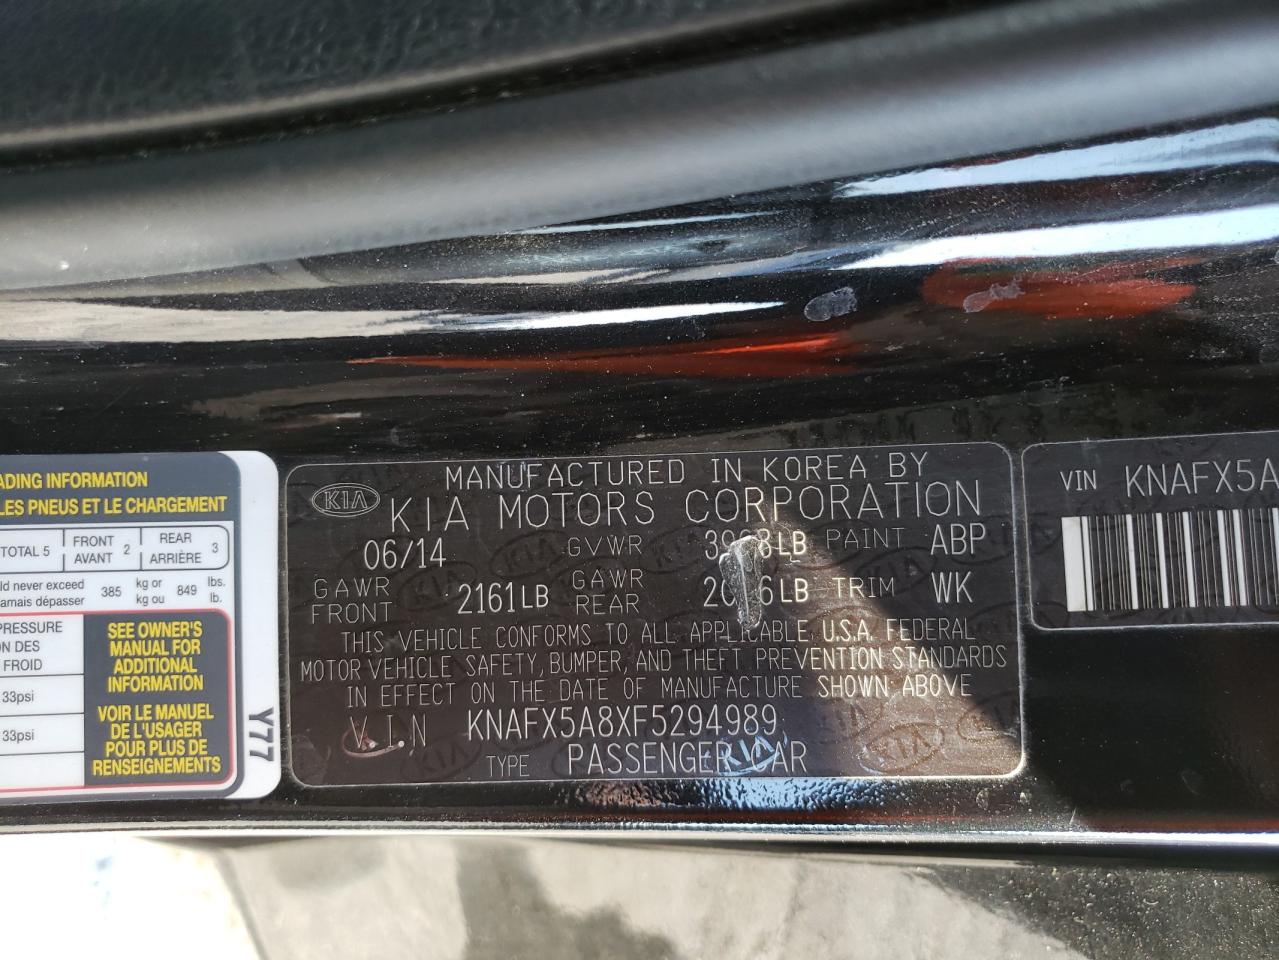 ADING INFORMATION
LES PNEUS ET LE CHARGEMENT
TOTAL 5
FRONT 2
AVANT
REAR 3
ARRIÈRE
ld never exceed 385 kg or 849 lbs.
amais dépasser kg ou lb.
PRESSURE
ON DES
FROID
33psi
33psi
SEE OWNER'S
MANUAL FOR
ADDITIONAL
INFORMATION
VOIR LE MANUEL
DE L'USAGER
POUR PLUS DE
RENSEIGNEMENTS
Y77
MANUFACTURED IN KOREA BY
KIA KIA MOTORS CORPORATION
06/14 GVWR LB PAINT ABP
GAWR FRONT 2161LB GAWR REAR LB TRIM WK
THIS VEHICLE CONFORMS TO ALL APPLICABLE U.S.A. FEDERAL
MOTOR VEHICLE SAFETY, BUMPER, AND THEFT PREVENTION STANDARDS
IN EFFECT ON THE DATE OF MANUFACTURE SHOWN ABOVE
V.I.N KNAFX5A8XF5294989
TYPE PASSENGER CAR
VIN KNAFX5A